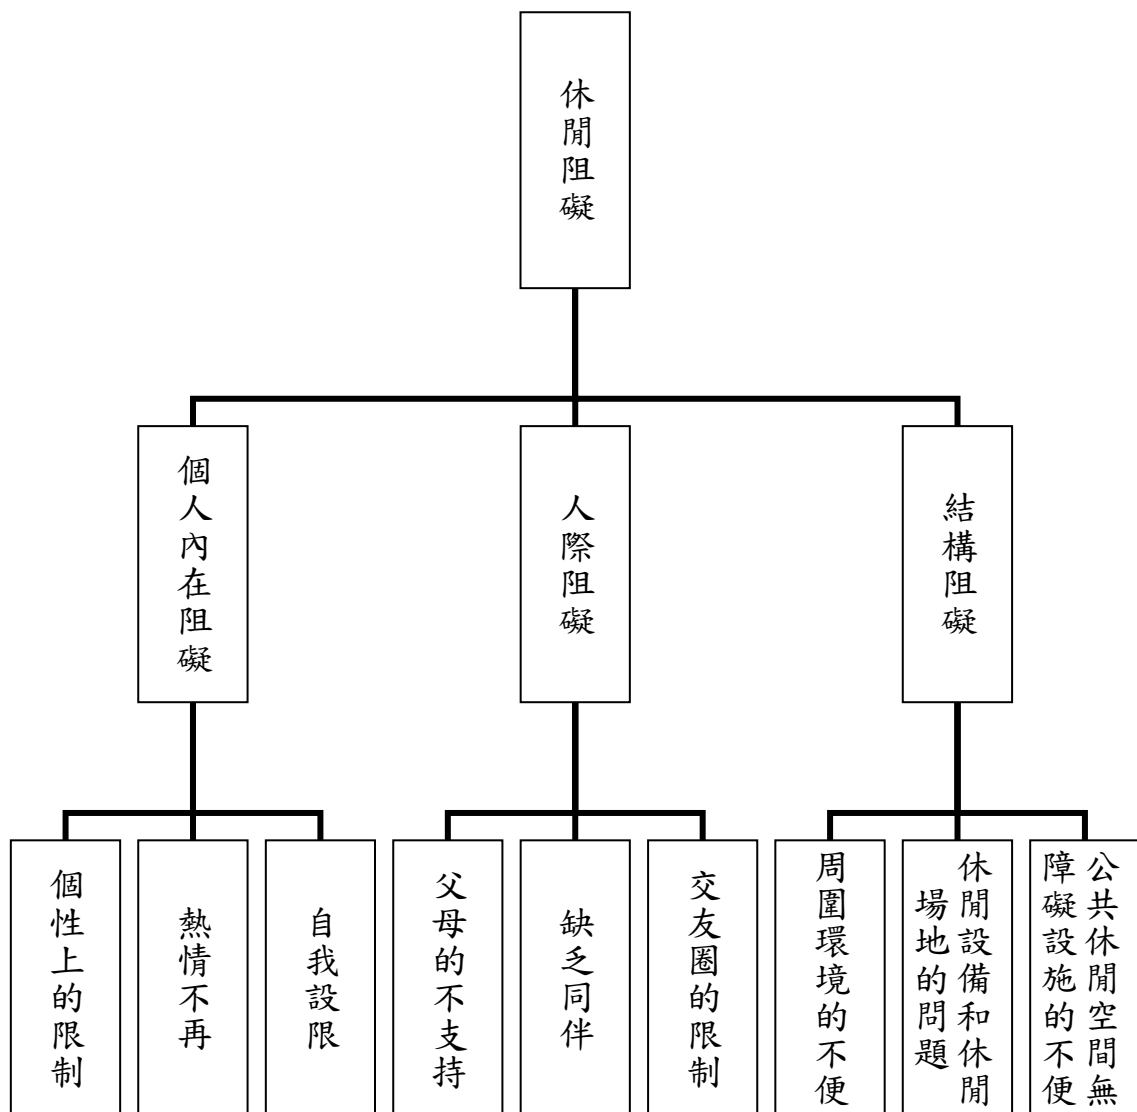 休閒阻礙
個人內在阻礙
人際阻礙
結構阻礙
個性上的限制
熱情不再
自我設限
父母的不支持
缺乏同伴
交友圈的限制
周圍環境的不便
休閒設備和休閒
場地的問題
公共休閒空間無
障礙設施的不便